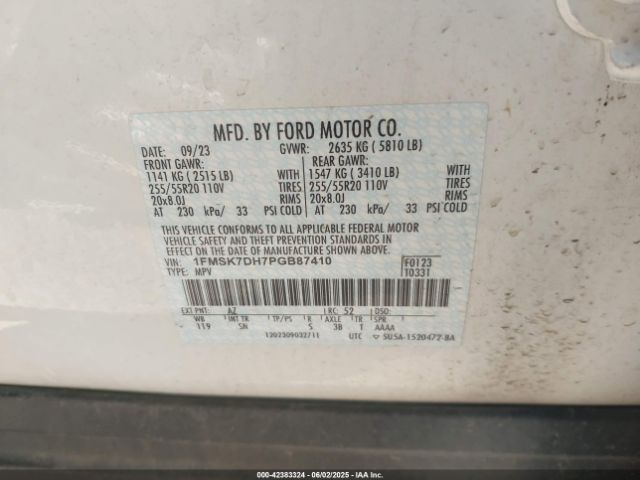 MFD. BY FORD MOTOR CO.
DATE: 09/23 GVWR: 2635 KG ( 5810 LB)
FRONT GAWR: REAR GAWR:
1141 KG ( 2515 LB) WITH 1547 KG ( 3410 LB) WITH
255/55R20 110V TIRES 255/55R20 110V TIRES
20x8.0J RIMS 20x8.0J RIMS
AT 230 kPa/ 33 PSI COLD AT 230 kPa/ 33 PSI COLD
THIS VEHICLE CONFORMS TO ALL APPLICABLE FEDERAL MOTOR
VEHICLE SAFETY AND THEFT PREVENTION STANDARDS IN EFFECT
ON THE DATE OF MANUFACTURE SHOWN ABOVE.
VIN: 1FMSK7DH7PGB87410 F0123
TYPE: MPV T0331
EXT PNT: AZ RC: 52 DSO:
WB INT TR TP/PS R AXLE TR SPR
119 SN S 3B T AAAA
1202309032711 UTC SU5A-1520472-BA
000-42383324 | 06/02/2025 - IAA Inc.